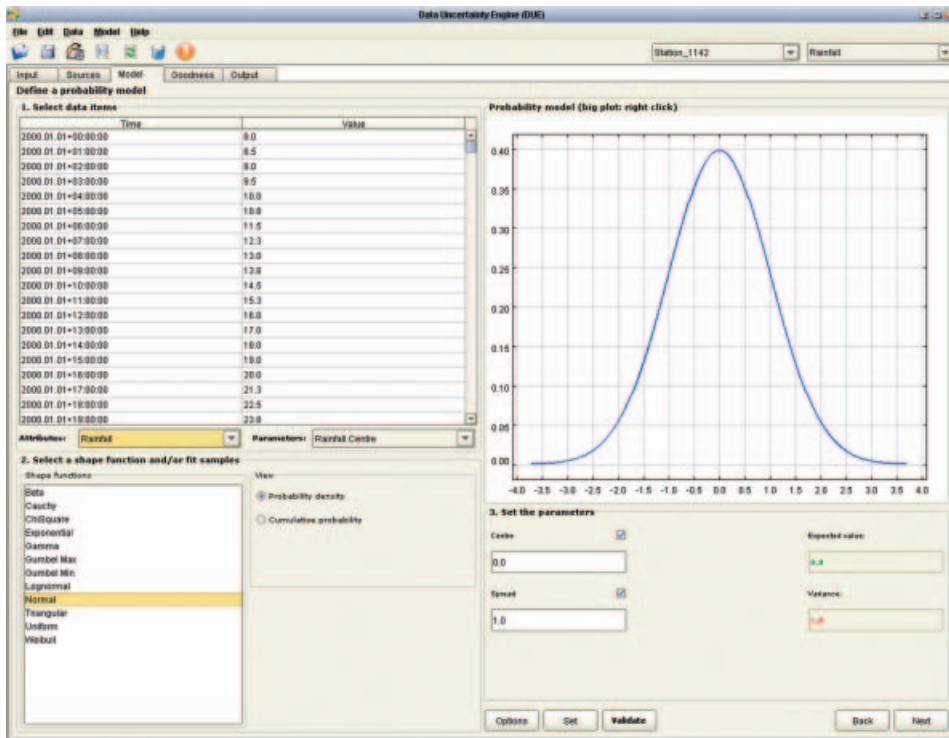 Data Uncertainty Engine (DUE)
File Edit Data Model Help
Station_1142 Rainfall
Input Sources Model Goodness Output
Define a probability model
1. Select data items
Time Value
2000.01.01+00:00:00 8.0
2000.01.01+01:00:00 8.5
2000.01.01+02:00:00 9.0
2000.01.01+03:00:00 9.5
2000.01.01+04:00:00 10.0
2000.01.01+05:00:00 10.8
2000.01.01+06:00:00 11.5
2000.01.01+07:00:00 12.3
2000.01.01+08:00:00 13.0
2000.01.01+09:00:00 13.8
2000.01.01+10:00:00 14.5
2000.01.01+11:00:00 15.3
2000.01.01+12:00:00 16.0
2000.01.01+13:00:00 17.0
2000.01.01+14:00:00 18.0
2000.01.01+15:00:00 19.0
2000.01.01+16:00:00 20.0
2000.01.01+17:00:00 21.3
2000.01.01+18:00:00 22.5
2000.01.01+19:00:00 23.8
Attributes: Rainfall Parameters: Rainfall Centre
2. Select a shape function and/or fit samples
Shape functions
Beta
Cauchy
ChiSquare
Exponential
Gamma
Gumbel Max
Gumbel Min
Lognormal
Normal
Triangular
Uniform
Weibull
View
Probability density
Cumulative probability
Probability model (big plot: right click)
0.40
0.35
0.30
0.25
0.20
0.15
0.10
0.05
0.00
-4.0 -3.5 -3.0 -2.5 -2.0 -1.5 -1.0 -0.5 0.0 0.5 1.0 1.5 2.0 2.5 3.0 3.5 4.0
3. Set the parameters
Centre Expected value:
0.0 0.0
Spread Variance:
1.0 1.0
Options Set Validate Back Next